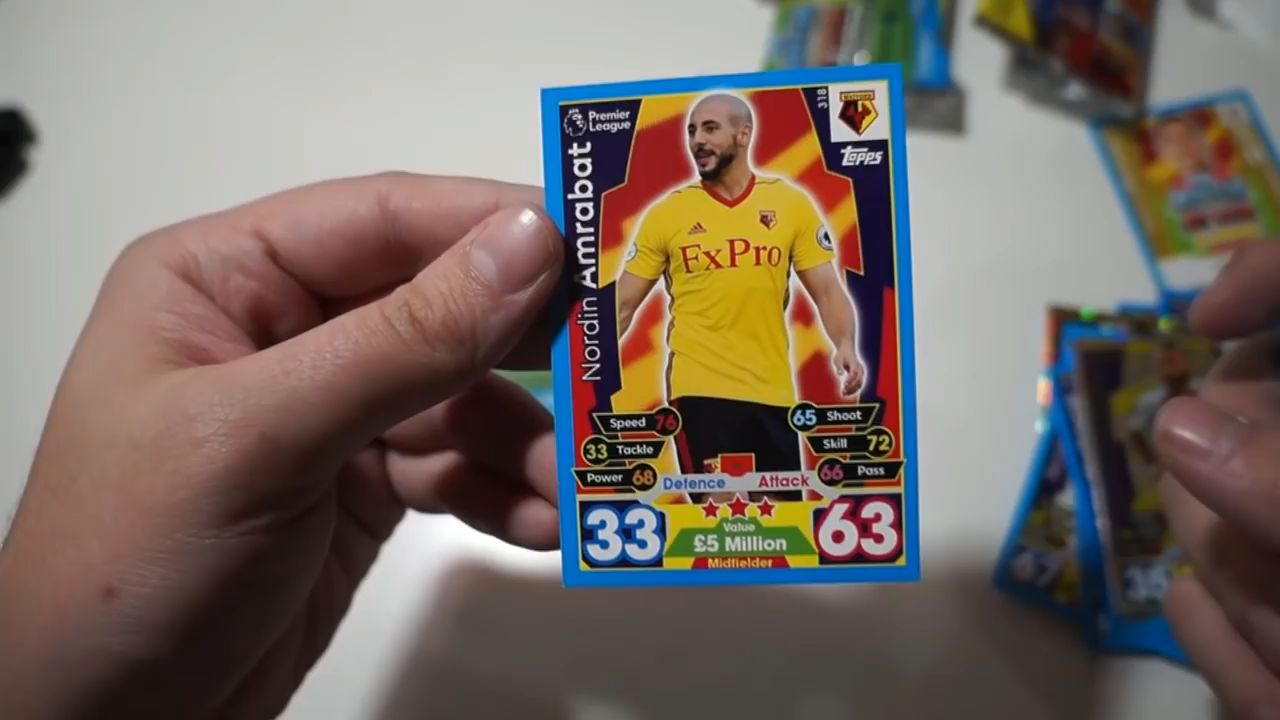 Premier
League
318
WATFORD
Topps
Nordin Amrabat
FxPro
Speed 76
65 Shoot
33 Tackle
Skill 72
Power 68
66 Pass
Defence Attack
33
63
Value
£5 Million
Midfielder